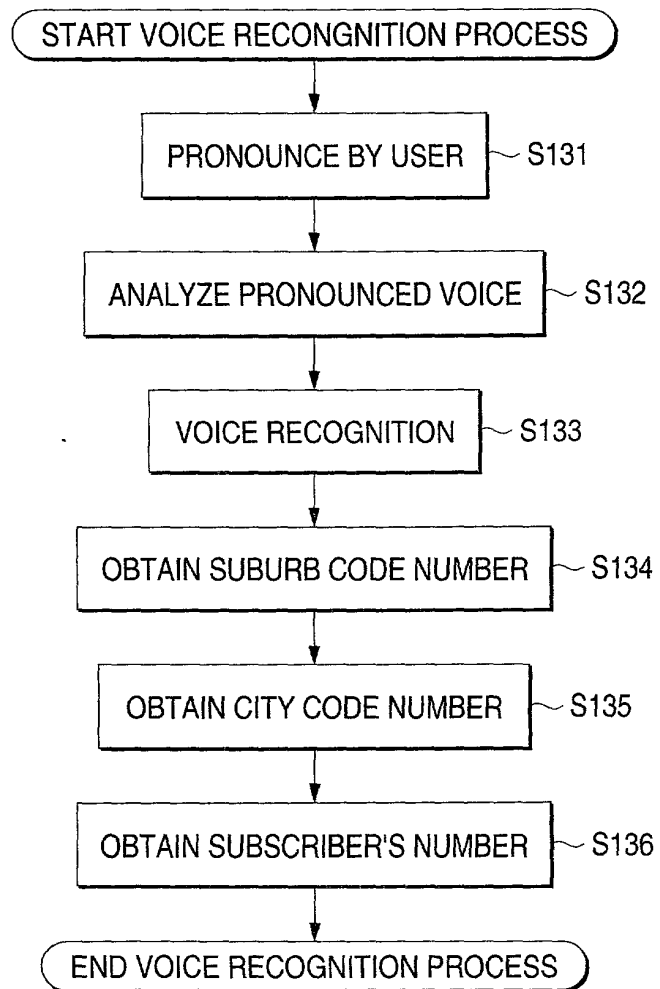 START VOICE RECONGNITION PROCESS
PRONOUNCE BY USER
S131
ANALYZE PRONOUNCED VOICE
S132
VOICE RECOGNITION
S133
OBTAIN SUBURB CODE NUMBER
S134
OBTAIN CITY CODE NUMBER
S135
OBTAIN SUBSCRIBER'S NUMBER
S136
END VOICE RECOGNITION PROCESS